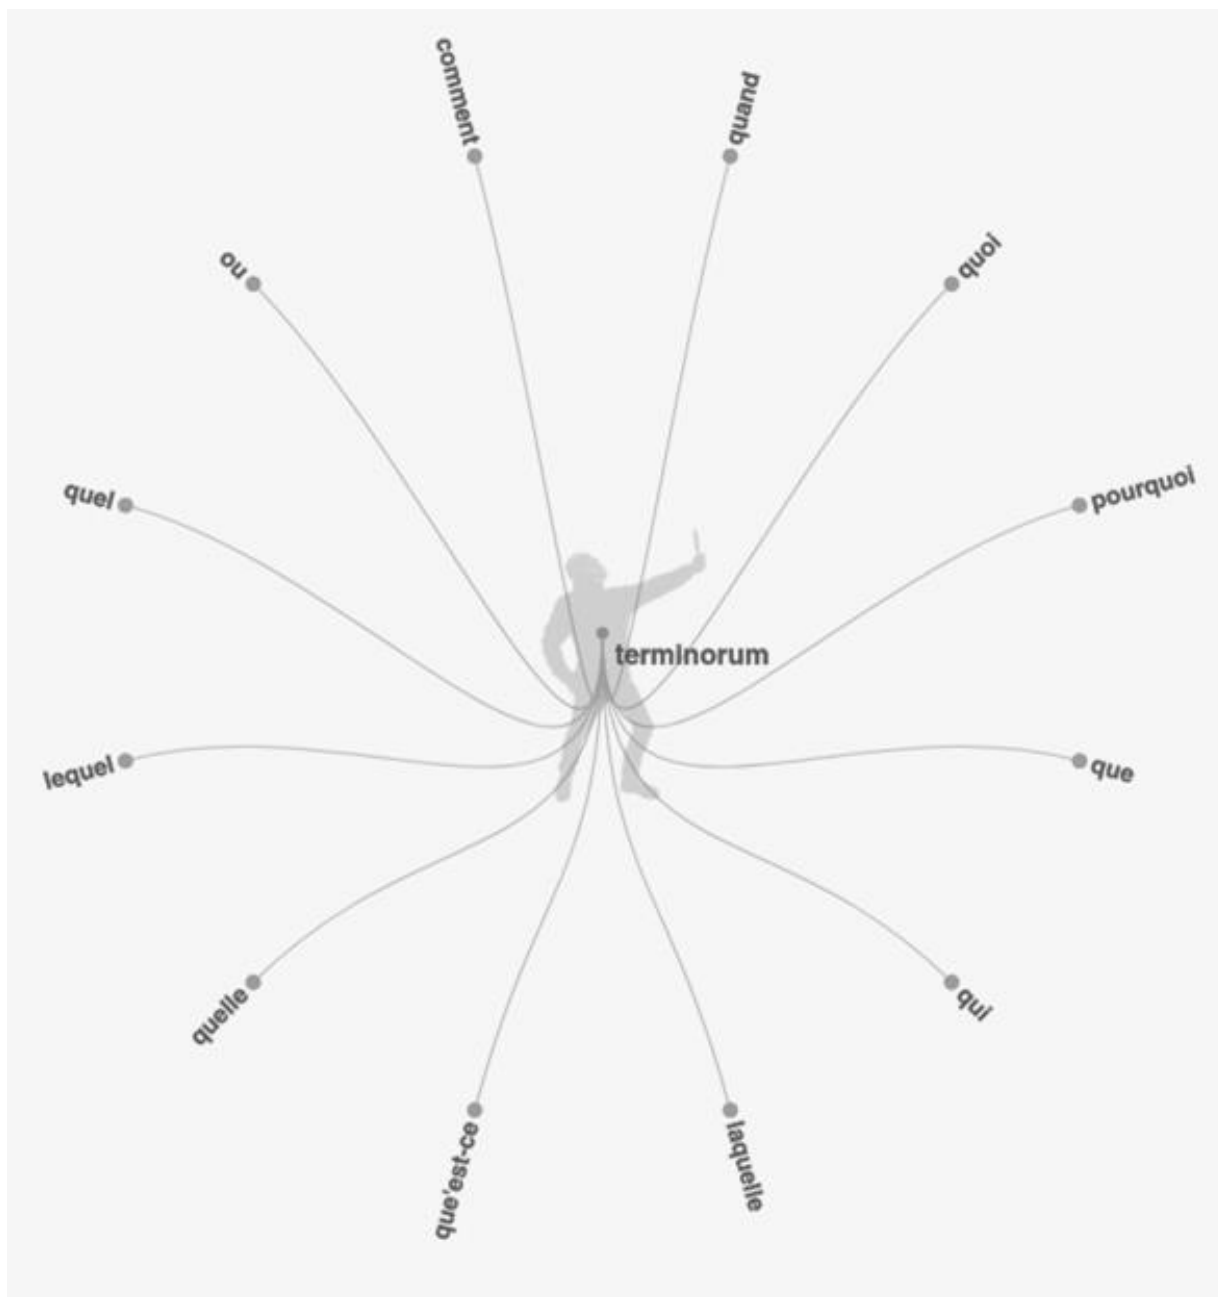 comment
quand
ou
quoi
quel
pourquoi
terminorum
lequel
que
quelle
qui
que'est-ce
laquelle